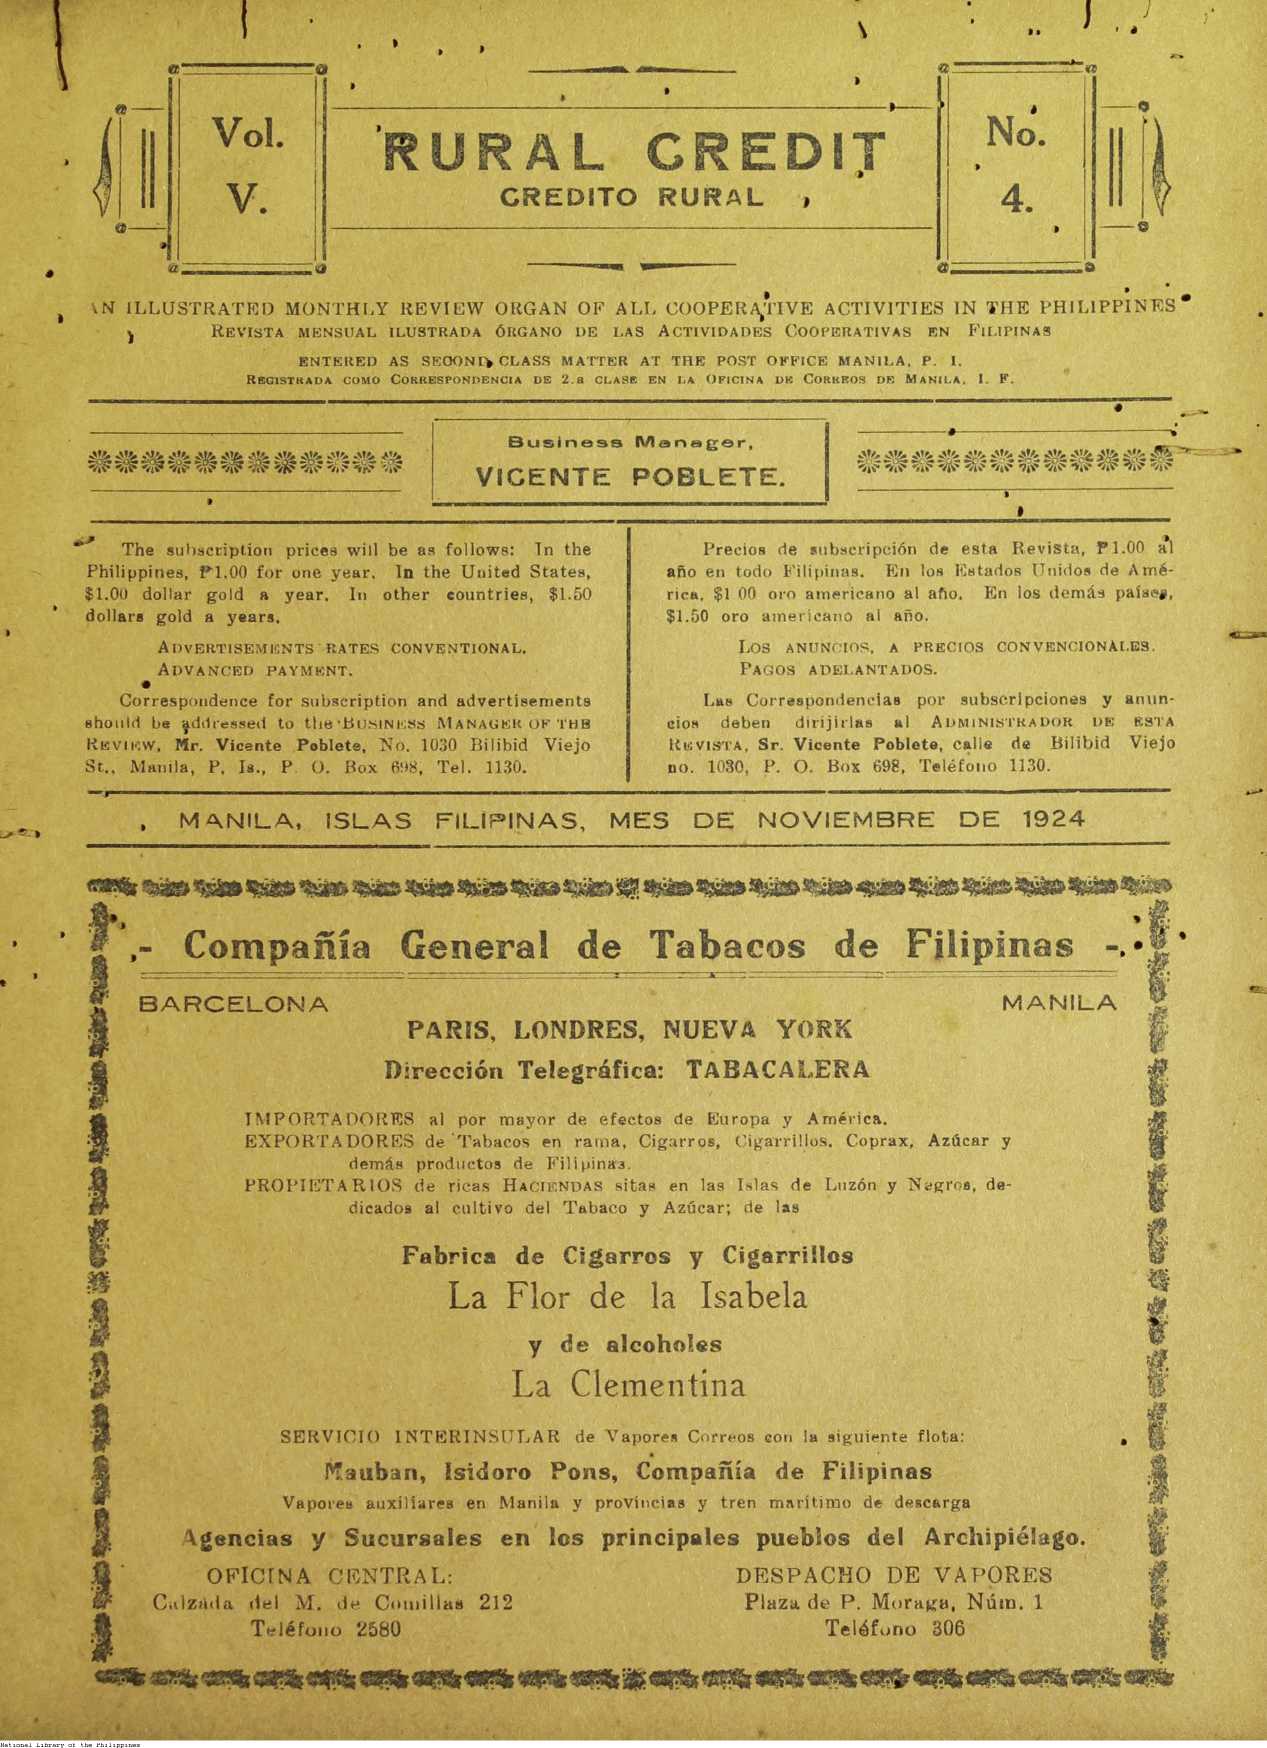 Vol.
V.
RURAL CREDIT
CREDITO RURAL
No.
4.
AN ILLUSTRATED MONTHLY REVIEW ORGAN OF ALL COOPERATIVE ACTIVITIES IN THE PHILIPPINES
REVISTA MENSUAL ILUSTRADA ÓRGANO DE LAS ACTIVIDADES COOPERATIVAS EN FILIPINAS
ENTERED AS SECOND CLASS MATTER AT THE POST OFFICE MANILA, P. I.
REGISTRADA COMO CORRESPONDENCIA DE 2.a CLASE EN LA OFICINA DE CORREOS DE MANILA, I. F.
Business Manager,
VICENTE POBLETE.
The subscription prices will be as follows: In the
Philippines, ₱1.00 for one year. In the United States,
$1.00 dollar gold a year. In other countries, $1.50
dollars gold a years.
ADVERTISEMENTS RATES CONVENTIONAL.
ADVANCED PAYMENT.
Correspondence for subscription and advertisements
should be addressed to the BUSINESS MANAGER OF THE
REVIEW, Mr. Vicente Poblete, No. 1030 Bilibid Viejo
St., Manila, P. Is., P. O. Box 698, Tel. 1130.
Precios de subscripción de esta Revista, ₱1.00 al
año en todo Filipinas. En los Estados Unidos de Amé-
rica, $1 00 oro americano al año. En los demás países,
$1.50 oro americano al año.
LOS ANUNCIOS, A PRECIOS CONVENCIONALES.
PAGOS ADELANTADOS.
Las Correspondencias por subscripciones y anun-
cios deben dirijirlas al ADMINISTRADOR DE ESTA
REVISTA, Sr. Vicente Poblete, calle de Bilibid Viejo
no. 1030, P. O. Box 698, Teléfono 1130.
MANILA, ISLAS FILIPINAS, MES DE NOVIEMBRE DE 1924
.- Compañía General de Tabacos de Filipinas -.
BARCELONA
MANILA
PARIS, LONDRES, NUEVA YORK
Dirección Telegráfica: TABACALERA
IMPORTADORES al por mayor de efectos de Europa y América.
EXPORTADORES de Tabacos en rama, Cigarros, Cigarrillos, Coprax, Azúcar y
demás productos de Filipinas.
PROPIETARIOS de ricas HACIENDAS sitas en las Islas de Luzón y Negros, de-
dicados al cultivo del Tabaco y Azúcar; de las
Fabrica de Cigarros y Cigarrillos
La Flor de la Isabela
y de alcoholes
La Clementina
SERVICIO INTERINSULAR de Vapores Correos con la siguiente flota:
Mauban, Isidoro Pons, Compañía de Filipinas
Vapores auxiliares en Manila y provincias y tren marítimo de descarga
Agencias y Sucursales en los principales pueblos del Archipiélago.
OFICINA CENTRAL:
Calzada del M. de Comillas 212
Teléfono 2580
DESPACHO DE VAPORES
Plaza de P. Moraga, Núm. 1
Teléfono 306
National Library of the Philippines